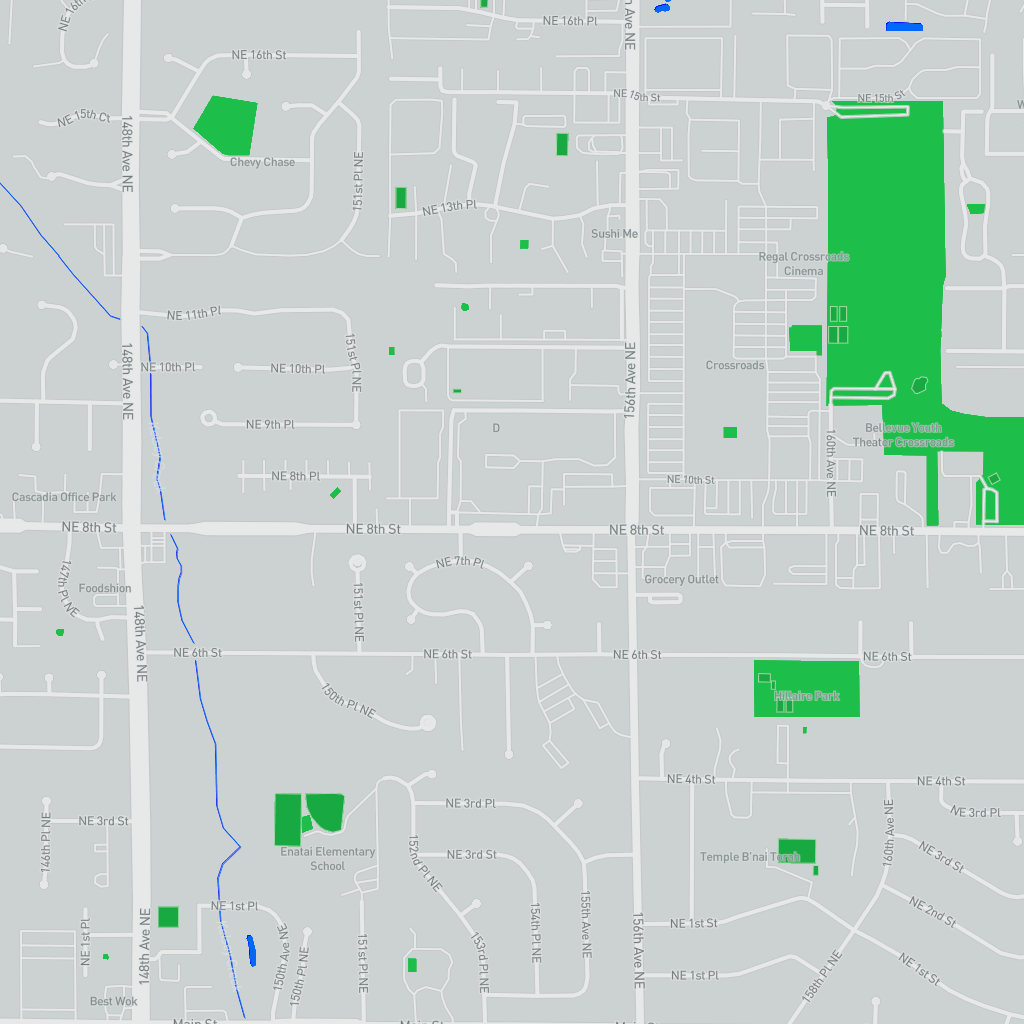 NE 16th
NE 16th Pl
NE 16th St
NE 15th St
NE 15th St
NE 15th Ct
148th Ave NE
Chevy Chase
151st Pl NE
NE 13th Pl
Sushi Me
Regal Crossroads
Cinema
NE 11th Pl
148th Ave NE
NE 10th Pl
NE 10th Pl
151st Pl NE
156th Ave NE
Crossroads
NE 9th Pl
D
160th Ave NE
Bellevue Youth
Theater Crossroads
NE 8th Pl
NE 10th St
Cascadia Office Park
NE 8th St
NE 8th St
NE 8th St
NE 8th St
NE 7th Pl
147th Pl NE
Foodshion
151st Pl NE
Grocery Outlet
148th Ave NE
NE 6th St
NE 6th St
NE 6th St
NE 6th St
150th Pl NE
Hillaire Park
NE 4th St
NE 4th St
NE 3rd Pl
NE 3rd Pl
NE 3rd St
146th Pl NE
Enatai Elementary
School
152nd Pl NE
NE 3rd St
Temple B'nai Torah
160th Ave NE
NE 3rd St
NE 1st Pl
NE 1st Pl
148th Ave NE
150th Ave NE
150th Pl NE
151st Pl NE
153rd Pl NE
154th Pl NE
155th Ave NE
156th Ave NE
NE 1st St
NE 2nd St
NE 1st St
NE 1st Pl
158th Pl NE
Best Wok
Main St